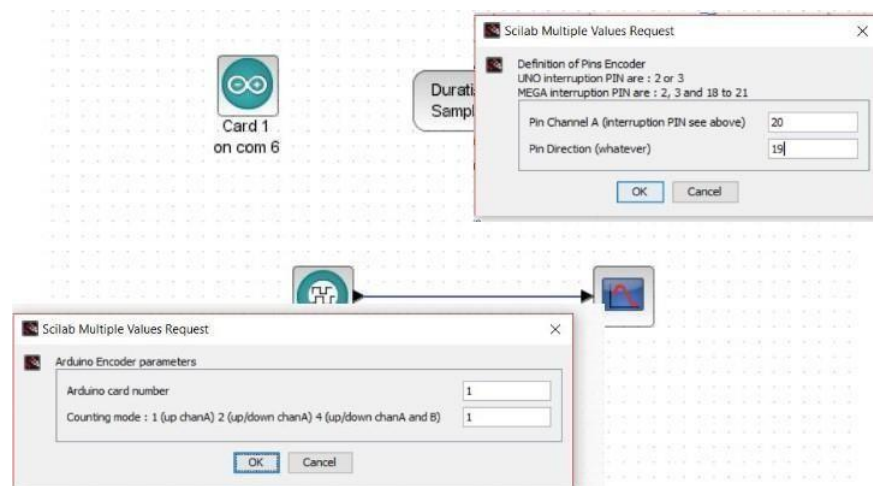 Scilab Multiple Values Request
Definition of Pins Encoder
UNO interruption PIN are : 2 or 3
MEGA interruption PIN are : 2, 3 and 18 to 21
Pin Channel A (interruption PIN see above) 20
Pin Direction (whatever) 19
OK Cancel
Card 1
on com 6
Scilab Multiple Values Request
Arduino Encoder parameters
Arduino card number 1
Counting mode : 1 (up chanA) 2 (up/down chanA) 4 (up/down chanA and B) 1
OK Cancel